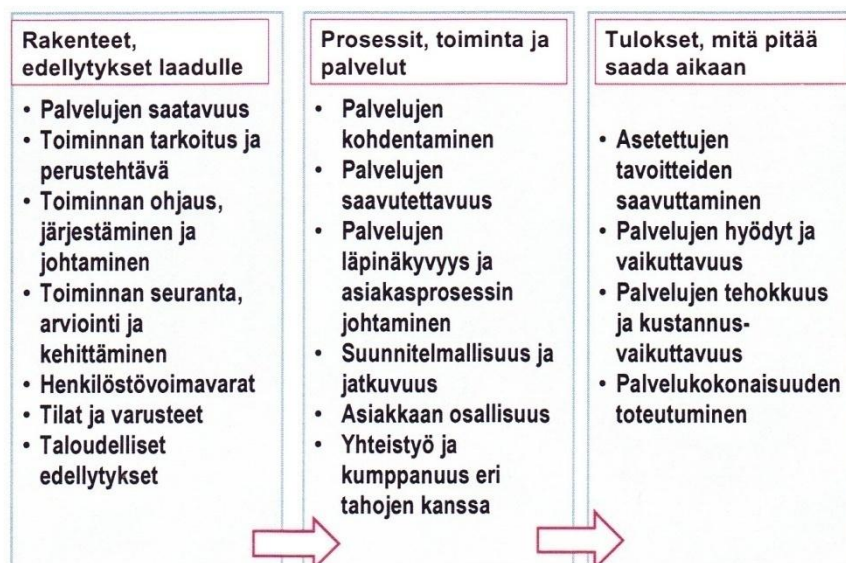 Rakenteet,
edellytykset laadulle
• Palvelujen saatavuus
• Toiminnan tarkoitus ja
perustehtävä
• Toiminnan ohjaus,
järjestäminen ja
johtaminen
• Toiminnan seuranta,
arviointi ja
kehittäminen
• Henkilöstövoimavarat
• Tilat ja varusteet
• Taloudelliset
edellytykset
Prosessit, toiminta ja
palvelut
• Palvelujen
kohdentaminen
• Palvelujen
saavutettavuus
• Palvelujen
läpinäkyvyys ja
asiakasprosessin
johtaminen
• Suunnitelmallisuus ja
jatkuvuus
• Asiakkaan osallisuus
• Yhteistyö ja
kumppanuus eri
tahojen kanssa
Tulokset, mitä pitää
saada aikaan
• Asetettujen
tavoitteiden
saavuttaminen
• Palvelujen hyödyt ja
vaikuttavuus
• Palvelujen tehokkuus
ja kustannus-
vaikuttavuus
• Palvelukokonaisuuden
toteutuminen